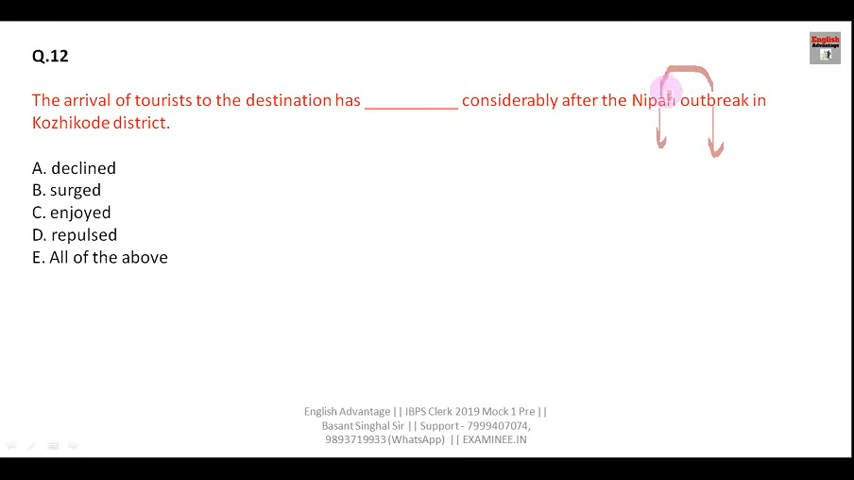 Q.12
English
Advantage
The arrival of tourists to the destination has __________ considerably after the Nipah outbreak in
Kozhikode district.
A. declined
B. surged
C. enjoyed
D. repulsed
E. All of the above
English Advantage || IBPS Clerk 2019 Mock 1 Pre ||
Basant Singhal Sir || Support - 7999407074,
9893719933 (WhatsApp) || EXAMINEE.IN